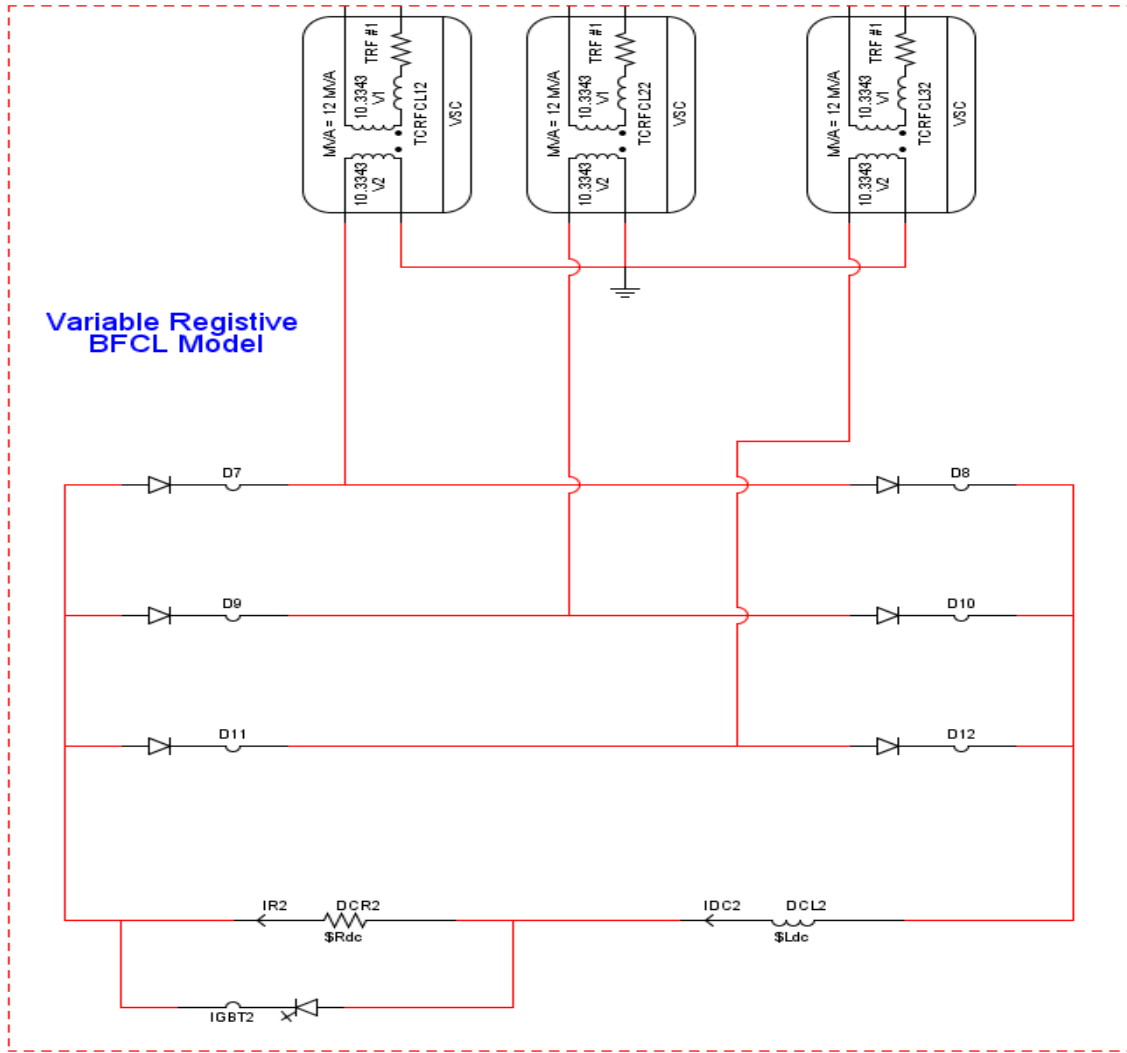 MVA = 12 MVA
10.3343
V1
10.3343
V2
TRF #1
TCRFCL12
VSC
MVA = 12 MVA
10.3343
V1
10.3343
V2
TRF #1
TCRFCL22
VSC
MVA = 12 MVA
10.3343
V1
10.3343
V2
TRF #1
TCRFCL32
VSC
Variable Registive
BFCL Model
D7
D8
D9
D10
D11
D12
IR2
DCR2
IDC2
DCL2
$Rdc
$Ldc
IGBT2